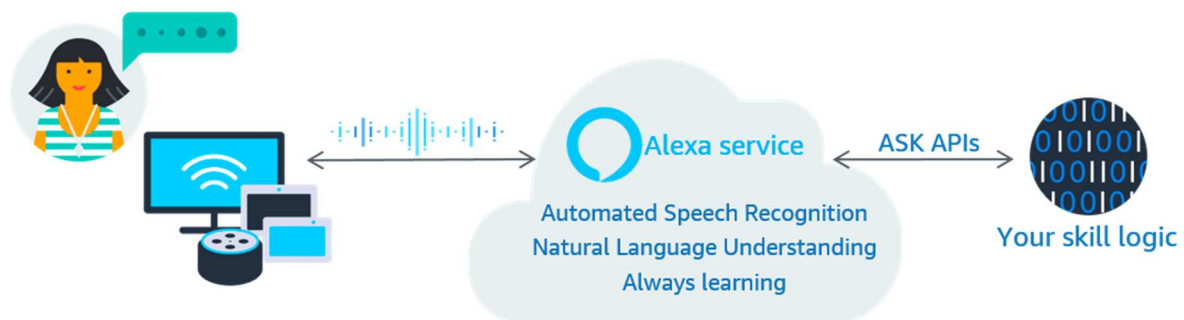 Alexa service
Automated Speech Recognition
Natural Language Understanding
Always learning
ASK APIs
Your skill logic